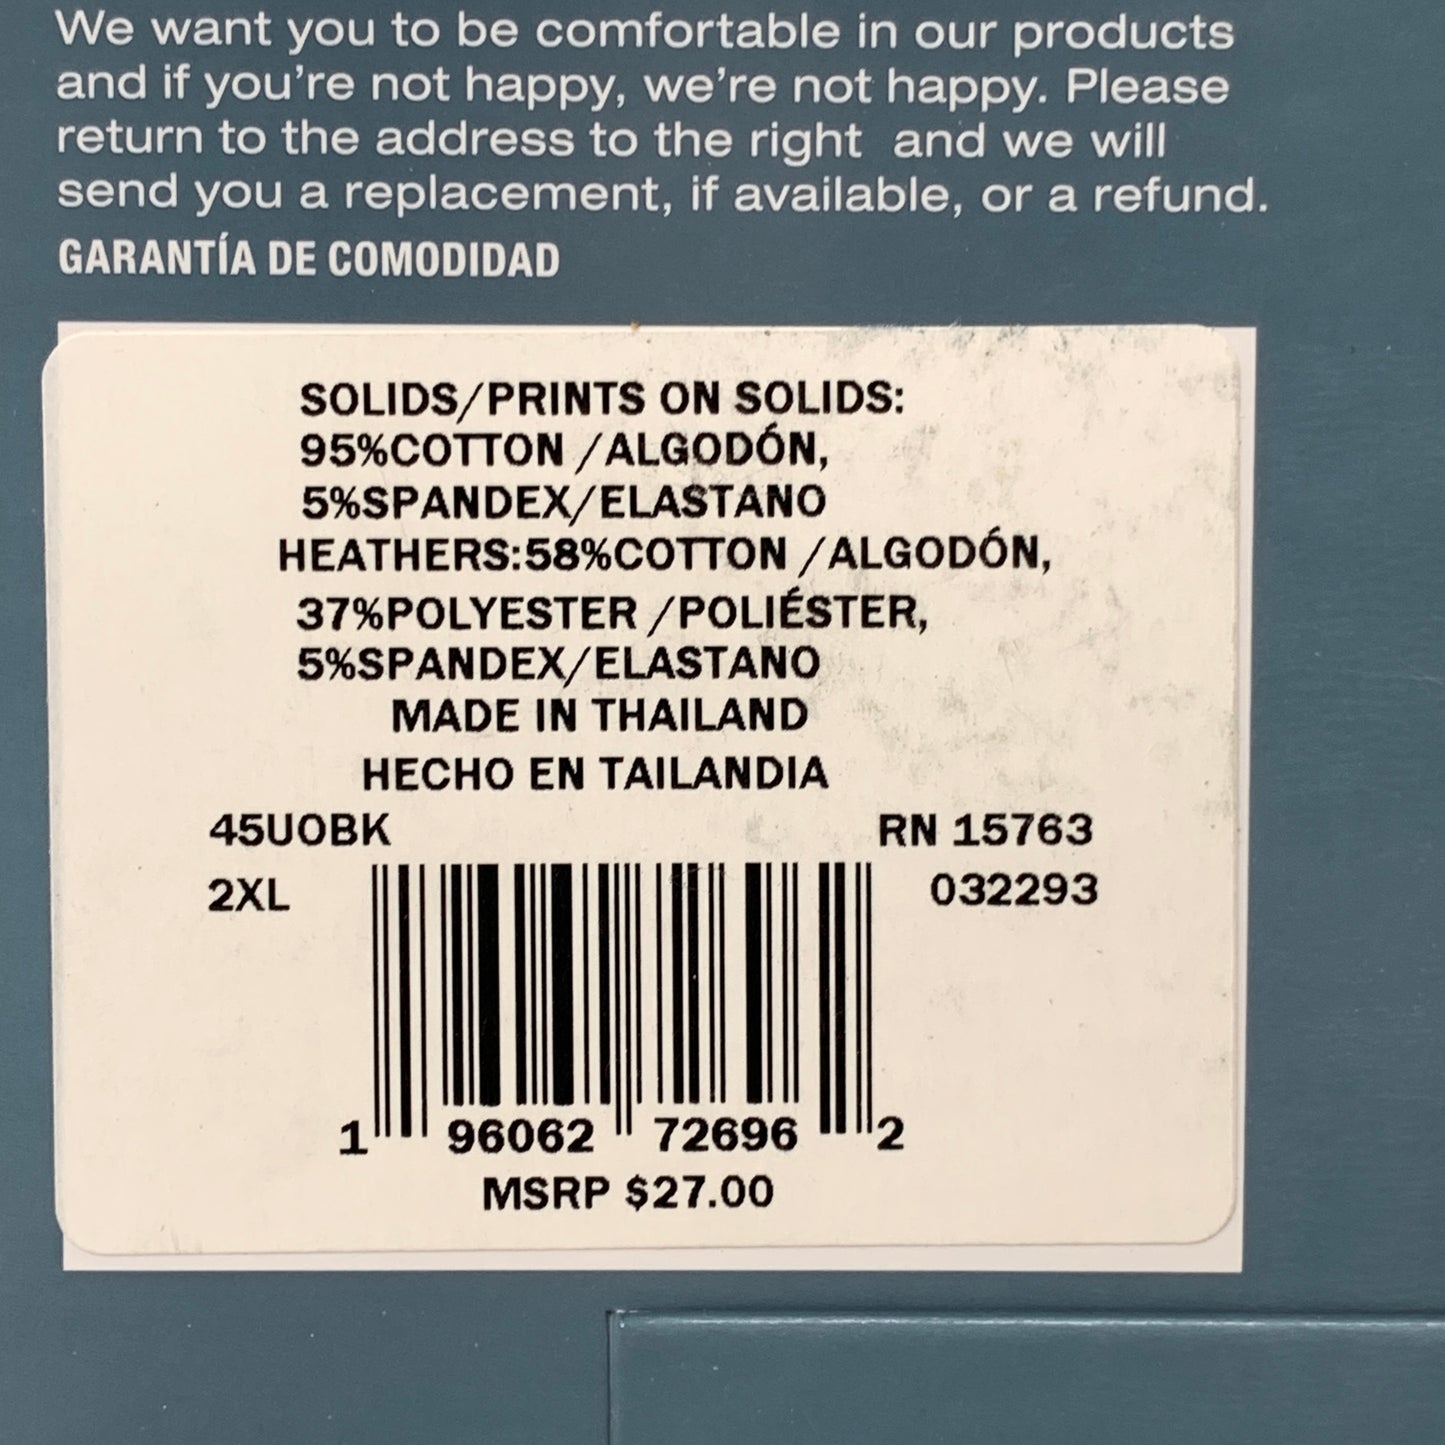 We want you to be comfortable in our products
and if you're not happy, we're not happy. Please
return to the address to the right and we will
send you a replacement, if available, or a refund.
GARANTÍA DE COMODIDAD
SOLIDS/PRINTS ON SOLIDS:
95%COTTON /ALGODÓN,
5%SPANDEX/ELASTANO
HEATHERS:58%COTTON /ALGODÓN,
37%POLYESTER /POLIÉSTER,
5%SPANDEX/ELASTANO
MADE IN THAILAND
HECHO EN TAILANDIA
45UOBK RN 15763
2XL 032293
1 96062 72696 2
MSRP $27.00